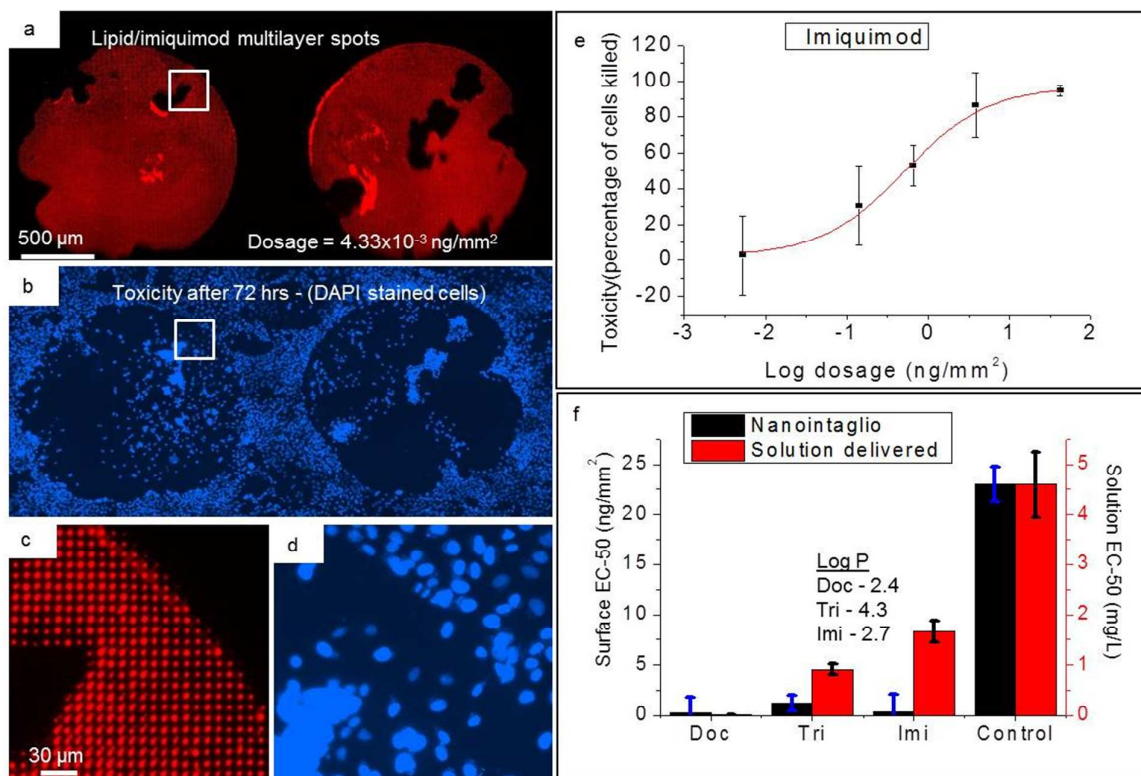 a
Lipid/imiquimod multilayer spots
500 µm
Dosage = 4.33x10⁻³ ng/mm²
b
Toxicity after 72 hrs - (DAPI stained cells)
c
30 µm
d
e
Imiquimod
Toxicity(percentage of cells killed)
120
100
80
60
40
20
0
-20
-3
-2
-1
0
1
2
Log dosage (ng/mm²)
f
Nanointaglio
Solution delivered
Surface EC-50 (ng/mm²)
25
20
15
10
5
0
Log P
Doc - 2.4
Tri - 4.3
Imi - 2.7
5
4
3
2
1
0
Solution EC-50 (mg/L)
Doc
Tri
Imi
Control